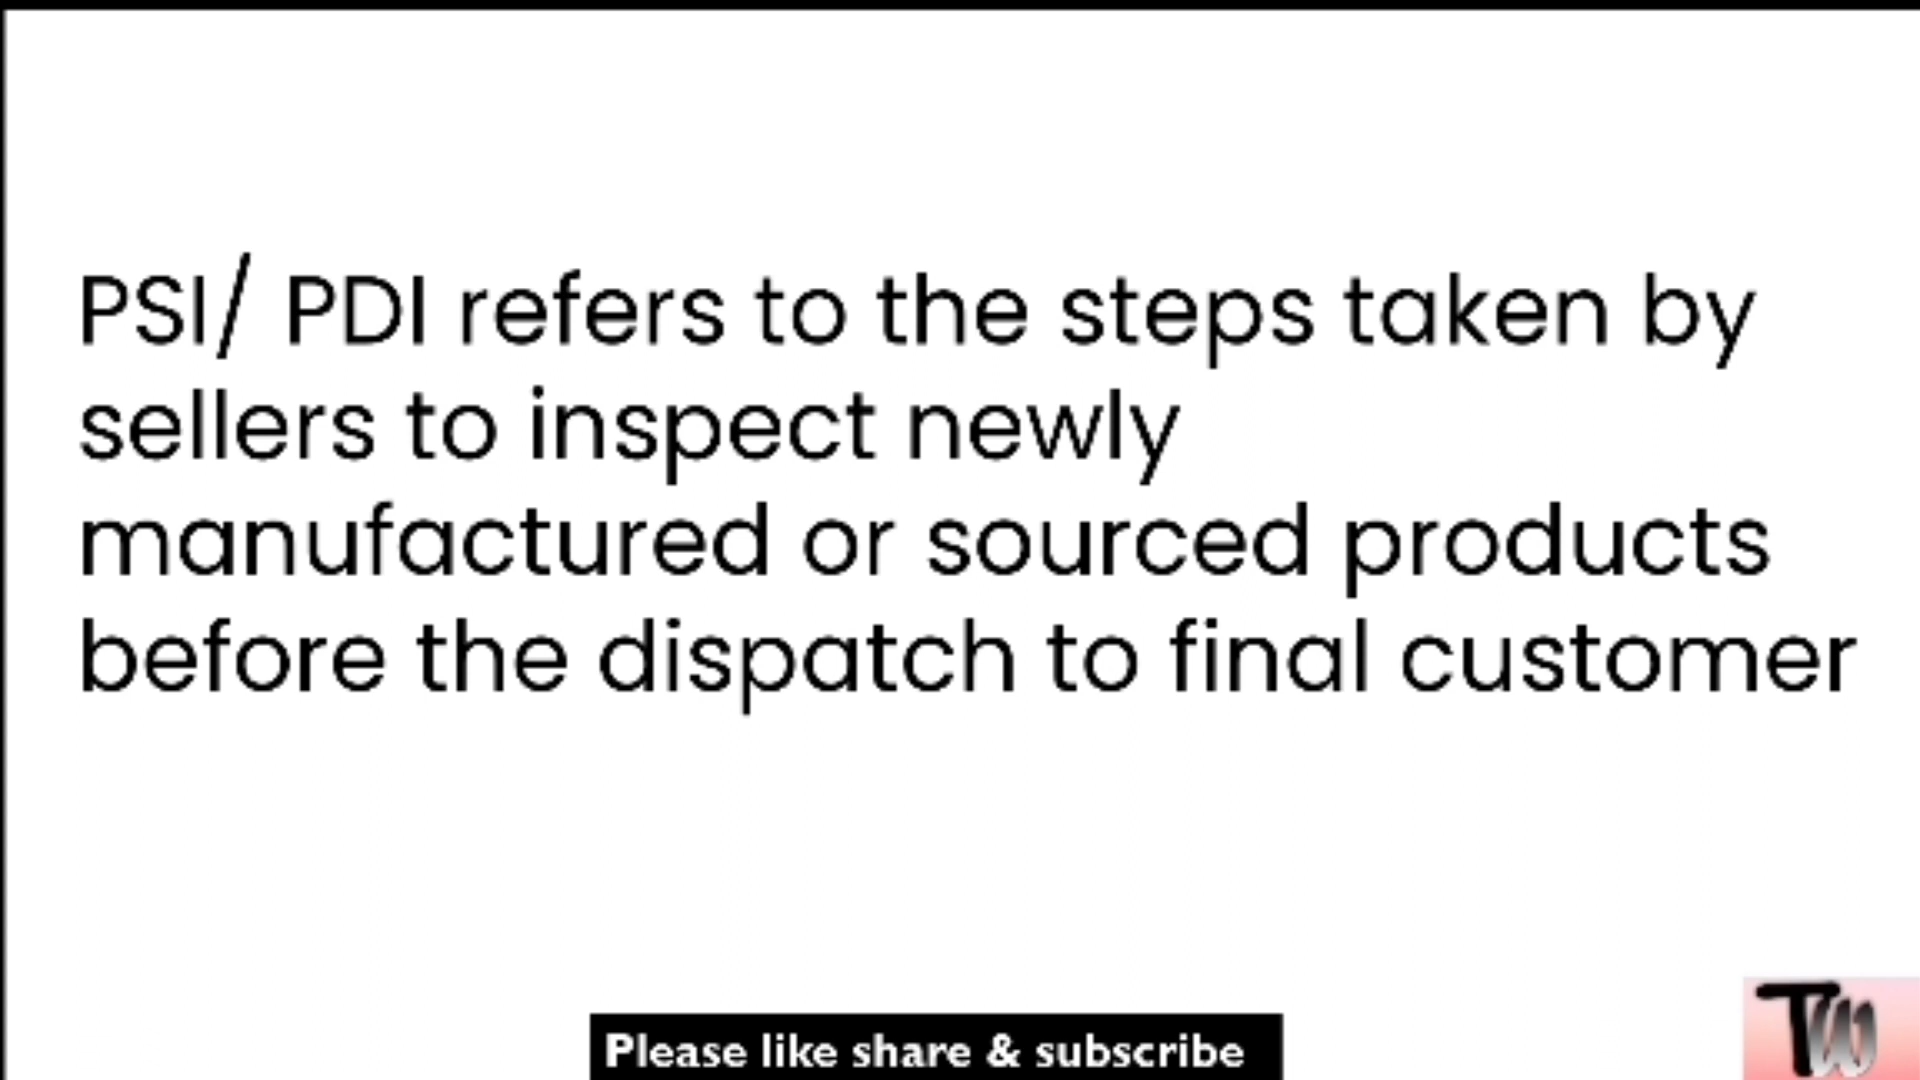 PSI/ PDI refers to the steps taken by
sellers to inspect newly
manufactured or sourced products
before the dispatch to final customer
Please like share & subscribe
TW